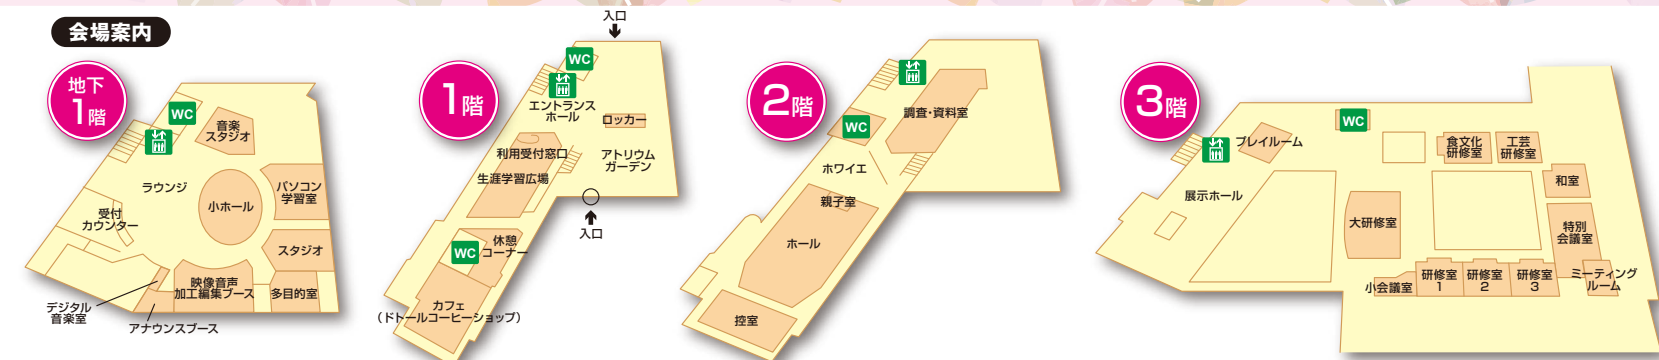 会場案内
地下
1階
WC
音楽
スタジオ
ラウンジ
パソコン
学習室
小ホール
受付
カウンター
スタジオ
映像音声
加工編集ブース
多目的室
デジタル
音楽室
アナウンスブース
1階
入口
WC
エントランス
ホール
ロッカー
利用受付窓口
アトリウム
ガーデン
生涯学習広場
入口
休憩
コーナー
WC
カフェ
（ドトールコーヒーショップ）
2階
調査・資料室
WC
ホワイエ
親子室
ホール
控室
3階
WC
プレイルーム
食文化
研修室
工芸
研修室
和室
展示ホール
大研修室
特別
会議室
小会議室
研修室
1
研修室
2
研修室
3
ミーティング
ルーム